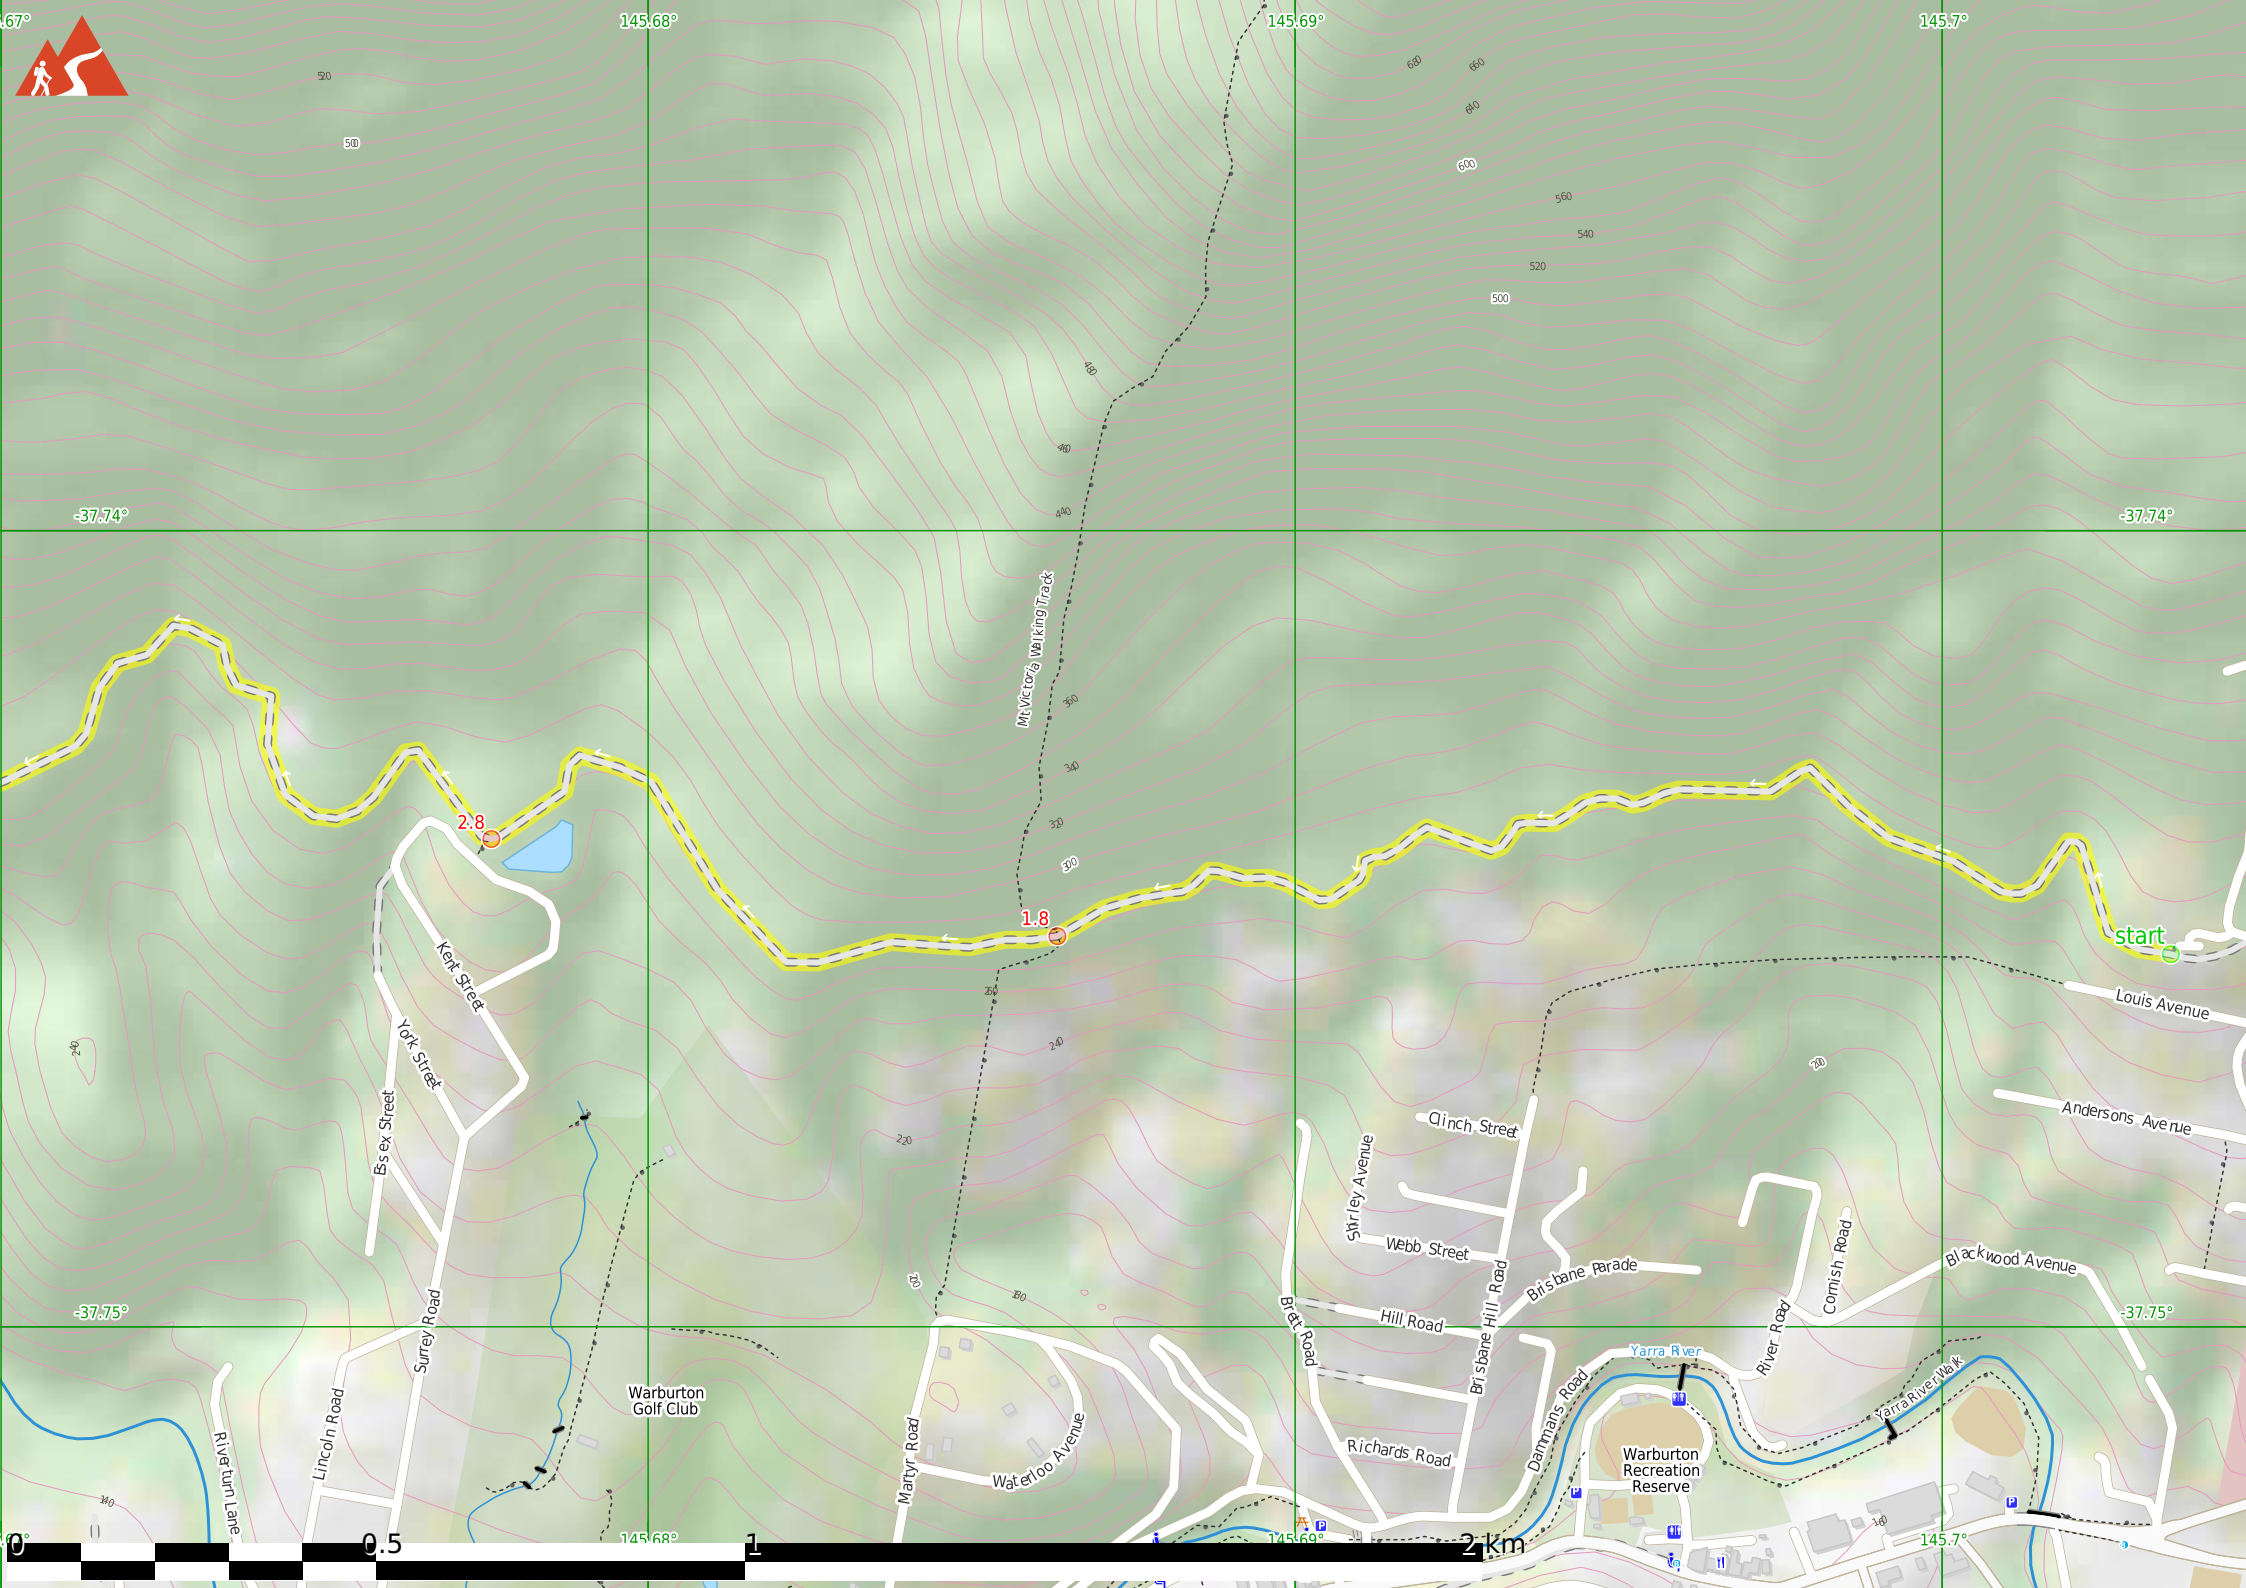 145.68°
145.69°
145.7°
520
500
680
660
640
600
560
540
520
500
480
460
440
-37.74°
-37.74°
Mt Victoria Walking Track
360
340
320
300
2.8
1.8
start
Louis Avenue
Kent Street
York Street
Essex Street
260
240
240
220
200
200
180
Clinch Street
Andersons Avenue
Shirley Avenue
Webb Street
Brisbane Parade
Blackwood Avenue
Cornish Road
River Road
-37.75°
-37.75°
Brett Road
Hill Road
Brisbane Hill Road
Surrey Road
Yarra River
Yarra River Walk
Warburton
Golf Club
Lincoln Road
Riverturn Lane
Martyr Road
Waterloo Avenue
Richards Road
Dammans Road
Warburton
Recreation
Reserve
140
160
P
P
P
145.68°
145.69°
145.7°
0
0.5
1
2 km